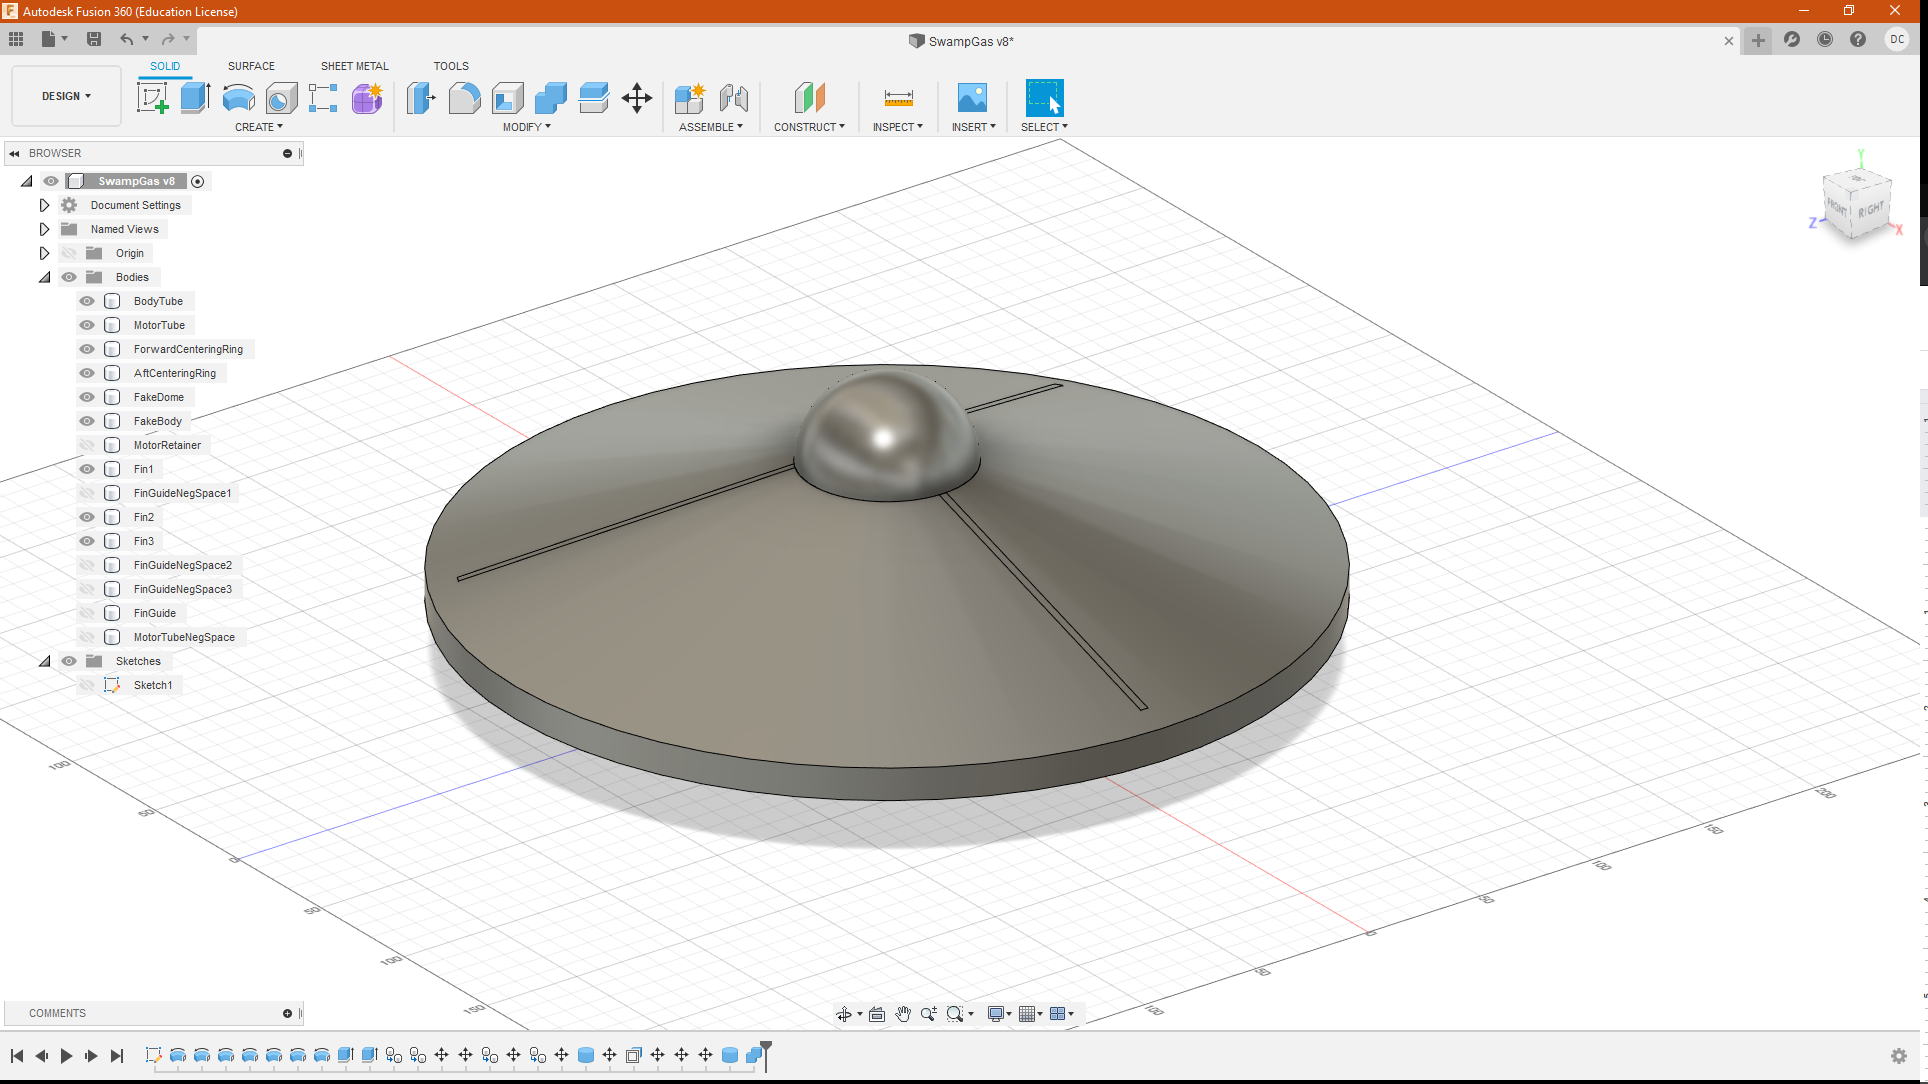 Autodesk Fusion 360 (Education License)
SwampGas v8*
DC
DESIGN
SOLID
SURFACE
SHEET METAL
TOOLS
CREATE
MODIFY
ASSEMBLE
CONSTRUCT
INSPECT
INSERT
SELECT
BROWSER
SwampGas v8
Document Settings
Named Views
Origin
Bodies
BodyTube
MotorTube
ForwardCenteringRing
AftCenteringRing
FakeDome
FakeBody
MotorRetainer
Fin1
FinGuideNegSpace1
Fin2
Fin3
FinGuideNegSpace2
FinGuideNegSpace3
FinGuide
MotorTubeNegSpace
Sketches
Sketch1
Y
FRONT
RIGHT
Z
X
100
50
0
50
100
150
200
150
100
50
0
50
100
COMMENTS